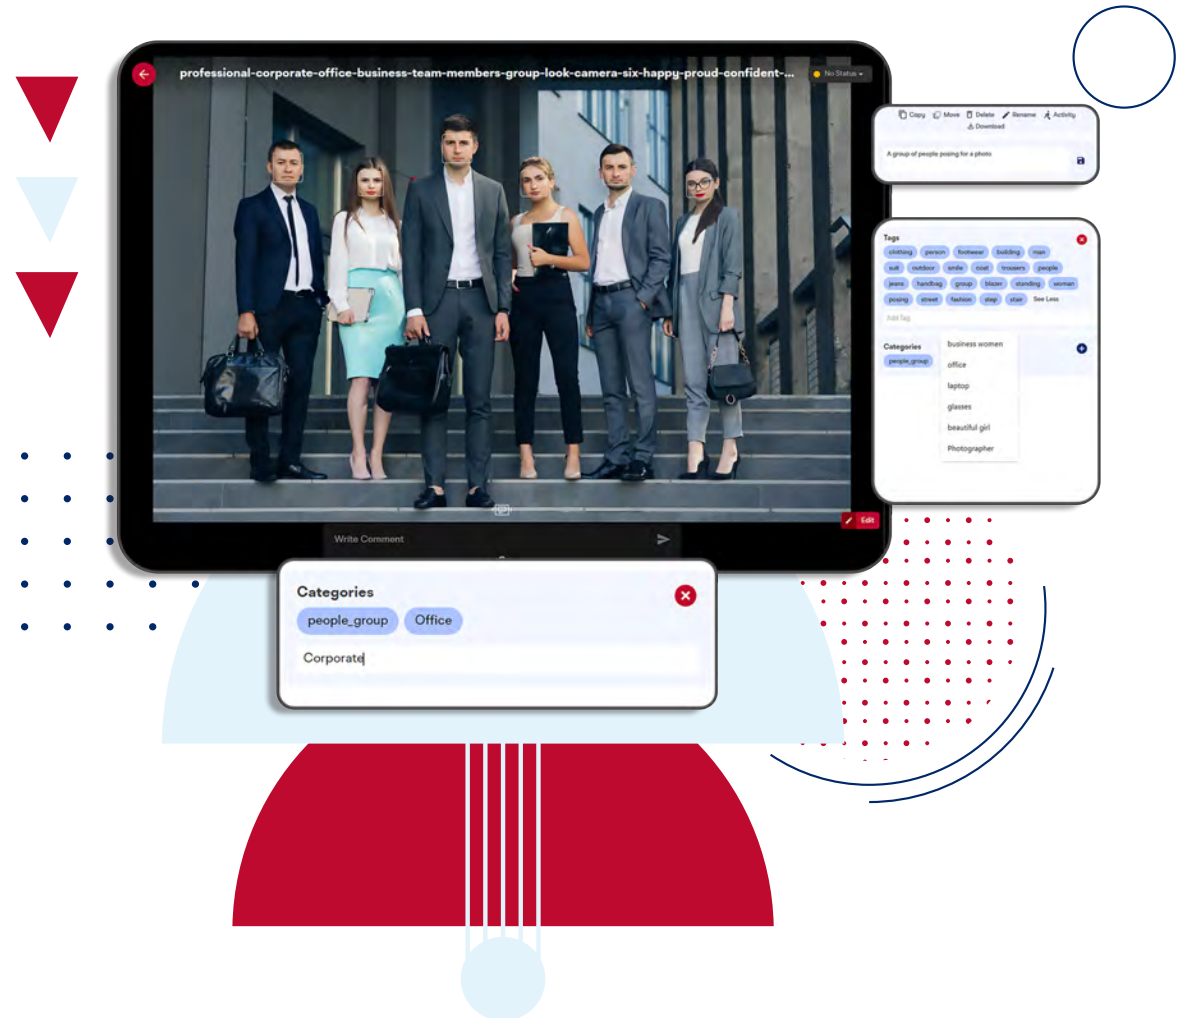 professional-corporate-office-business-team-members-group-look-camera-six-happy-proud-confident-...
No Status
Copy Move Delete Rename Activity
Download
A group of people posing for a photo
Tags
clothing person footwear building man
suit outdoor smile coat trousers people
jeans handbag group blazer standing woman
posing street fashion step stair See Less
Add Tag
Categories
people_group
business women
office
laptop
glasses
beautiful girl
Photographer
Edit
Write Comment
Categories
people_group Office
Corporate